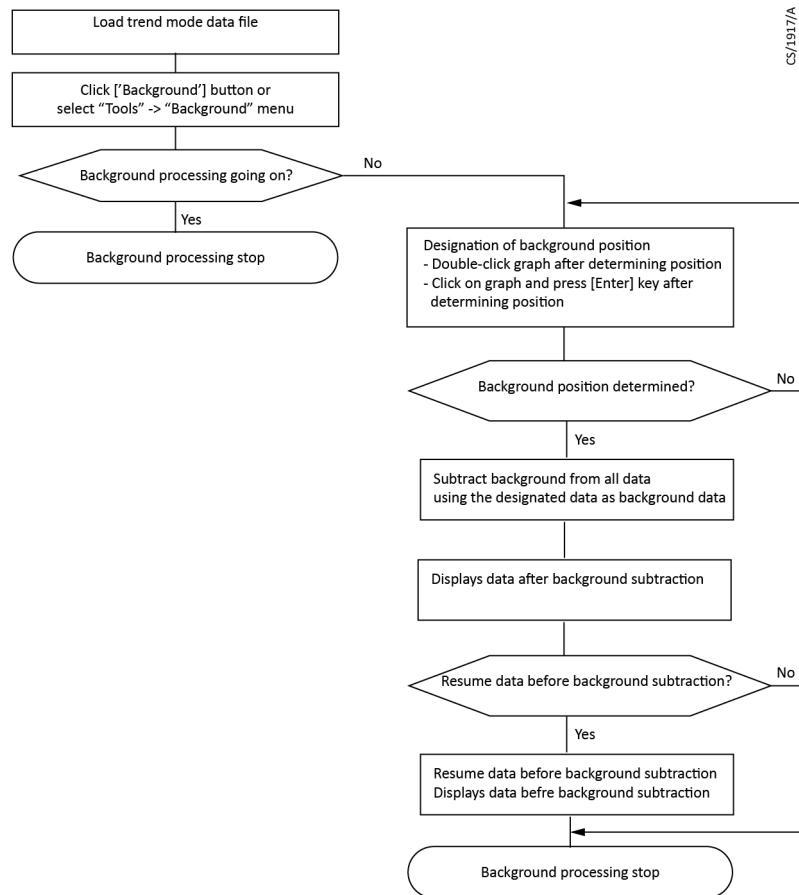 CS/1917/A
Load trend mode data file
Click ['Background'] button or
select “Tools” -> “Background” menu
Background processing going on?
No
Yes
Background processing stop
Designation of background position
- Double-click graph after determining position
- Click on graph and press [Enter] key after
determining position
Background position determined?
No
Yes
Subtract background from all data
using the designated data as background data
Displays data after background subtraction
Resume data before background subtraction?
No
Yes
Resume data before background subtraction
Displays data befre background subtraction
Background processing stop